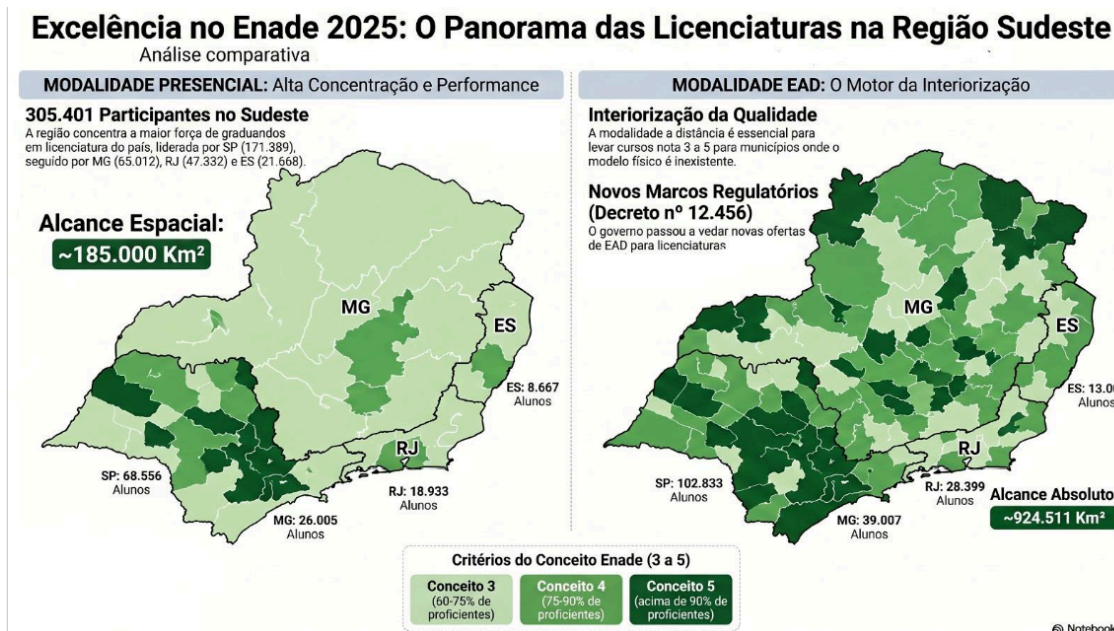 Excelência no Enade 2025: O Panorama das Licenciaturas na Região Sudeste
Análise comparativa
MODALIDADE PRESENCIAL: Alta Concentração e Performance
305.401 Participantes no Sudeste
A região concentra a maior força de graduandos
em licenciatura do país, liderada por SP (171.389),
seguido por MG (65.012), RJ (47.332) e ES (21.668).
Alcance Espacial:
~185.000 Km²
MG
ES
RJ
ES: 8.667
Alunos
SP: 68.556
Alunos
RJ: 18.933
Alunos
MG: 26.005
Alunos
MODALIDADE EAD: O Motor da Interiorização
Interiorização da Qualidade
A modalidade a distância é essencial para
levar cursos nota 3 a 5 para municípios onde o
modelo físico é inexistente.
Novos Marcos Regulatórios
(Decreto nº 12.456)
O governo passou a vedar novas ofertas
de EAD para licenciaturas
MG
ES
RJ
ES: 13.00
Alunos
SP: 102.833
Alunos
RJ: 28.399
Alunos
MG: 39.007
Alunos
Alcance Absoluto
~924.511 Km²
Critérios do Conceito Enade (3 a 5)
Conceito 3
(60-75% de
proficientes)
Conceito 4
(75-90% de
proficientes)
Conceito 5
(acima de 90% de
proficientes)
Notebook